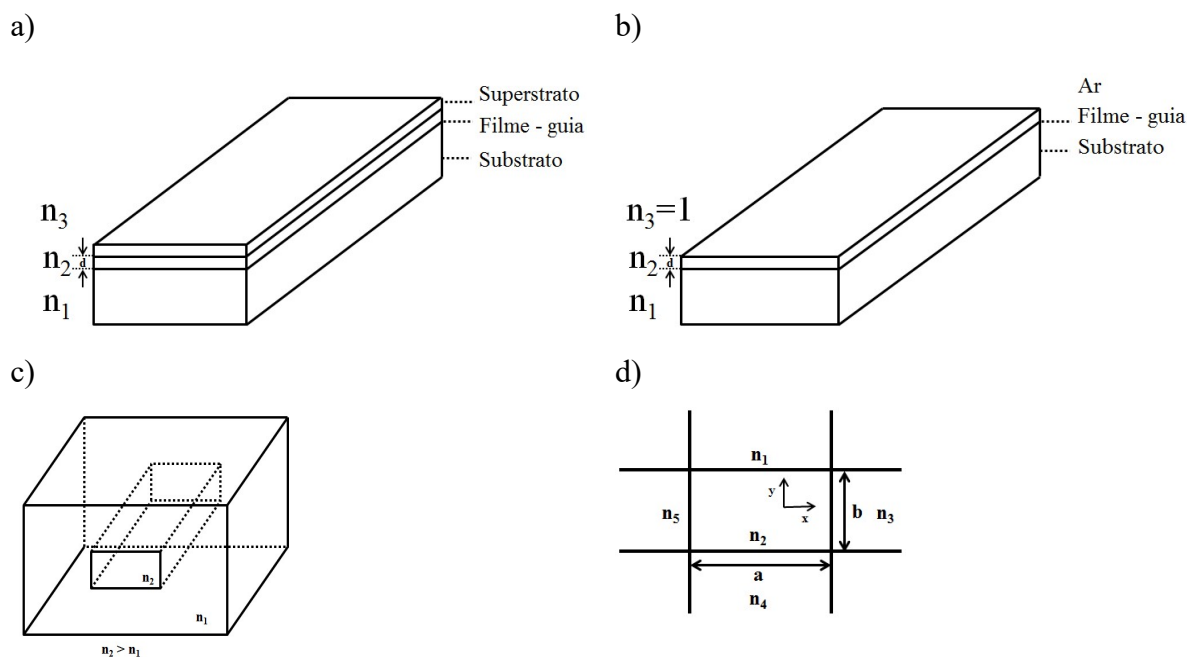 a)
Superstrato
Filme - guia
Substrato
n₃
n₂ d
n₁
b)
Ar
Filme - guia
Substrato
n₃=1
n₂ d
n₁
c)
n₂
n₁
n₂ > n₁
d)
n₁
y
x
n₅
b n₃
n₂
a
n₄